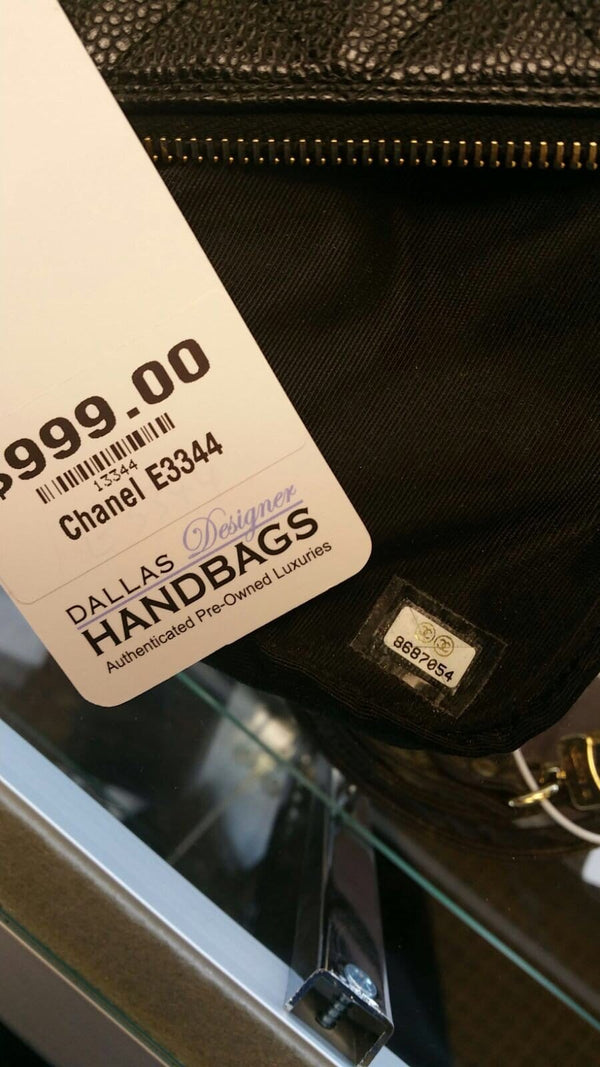 $999.00
13344
Chanel E3344
DALLAS Designer
HANDBAGS
Authenticated Pre-Owned Luxuries
8687054